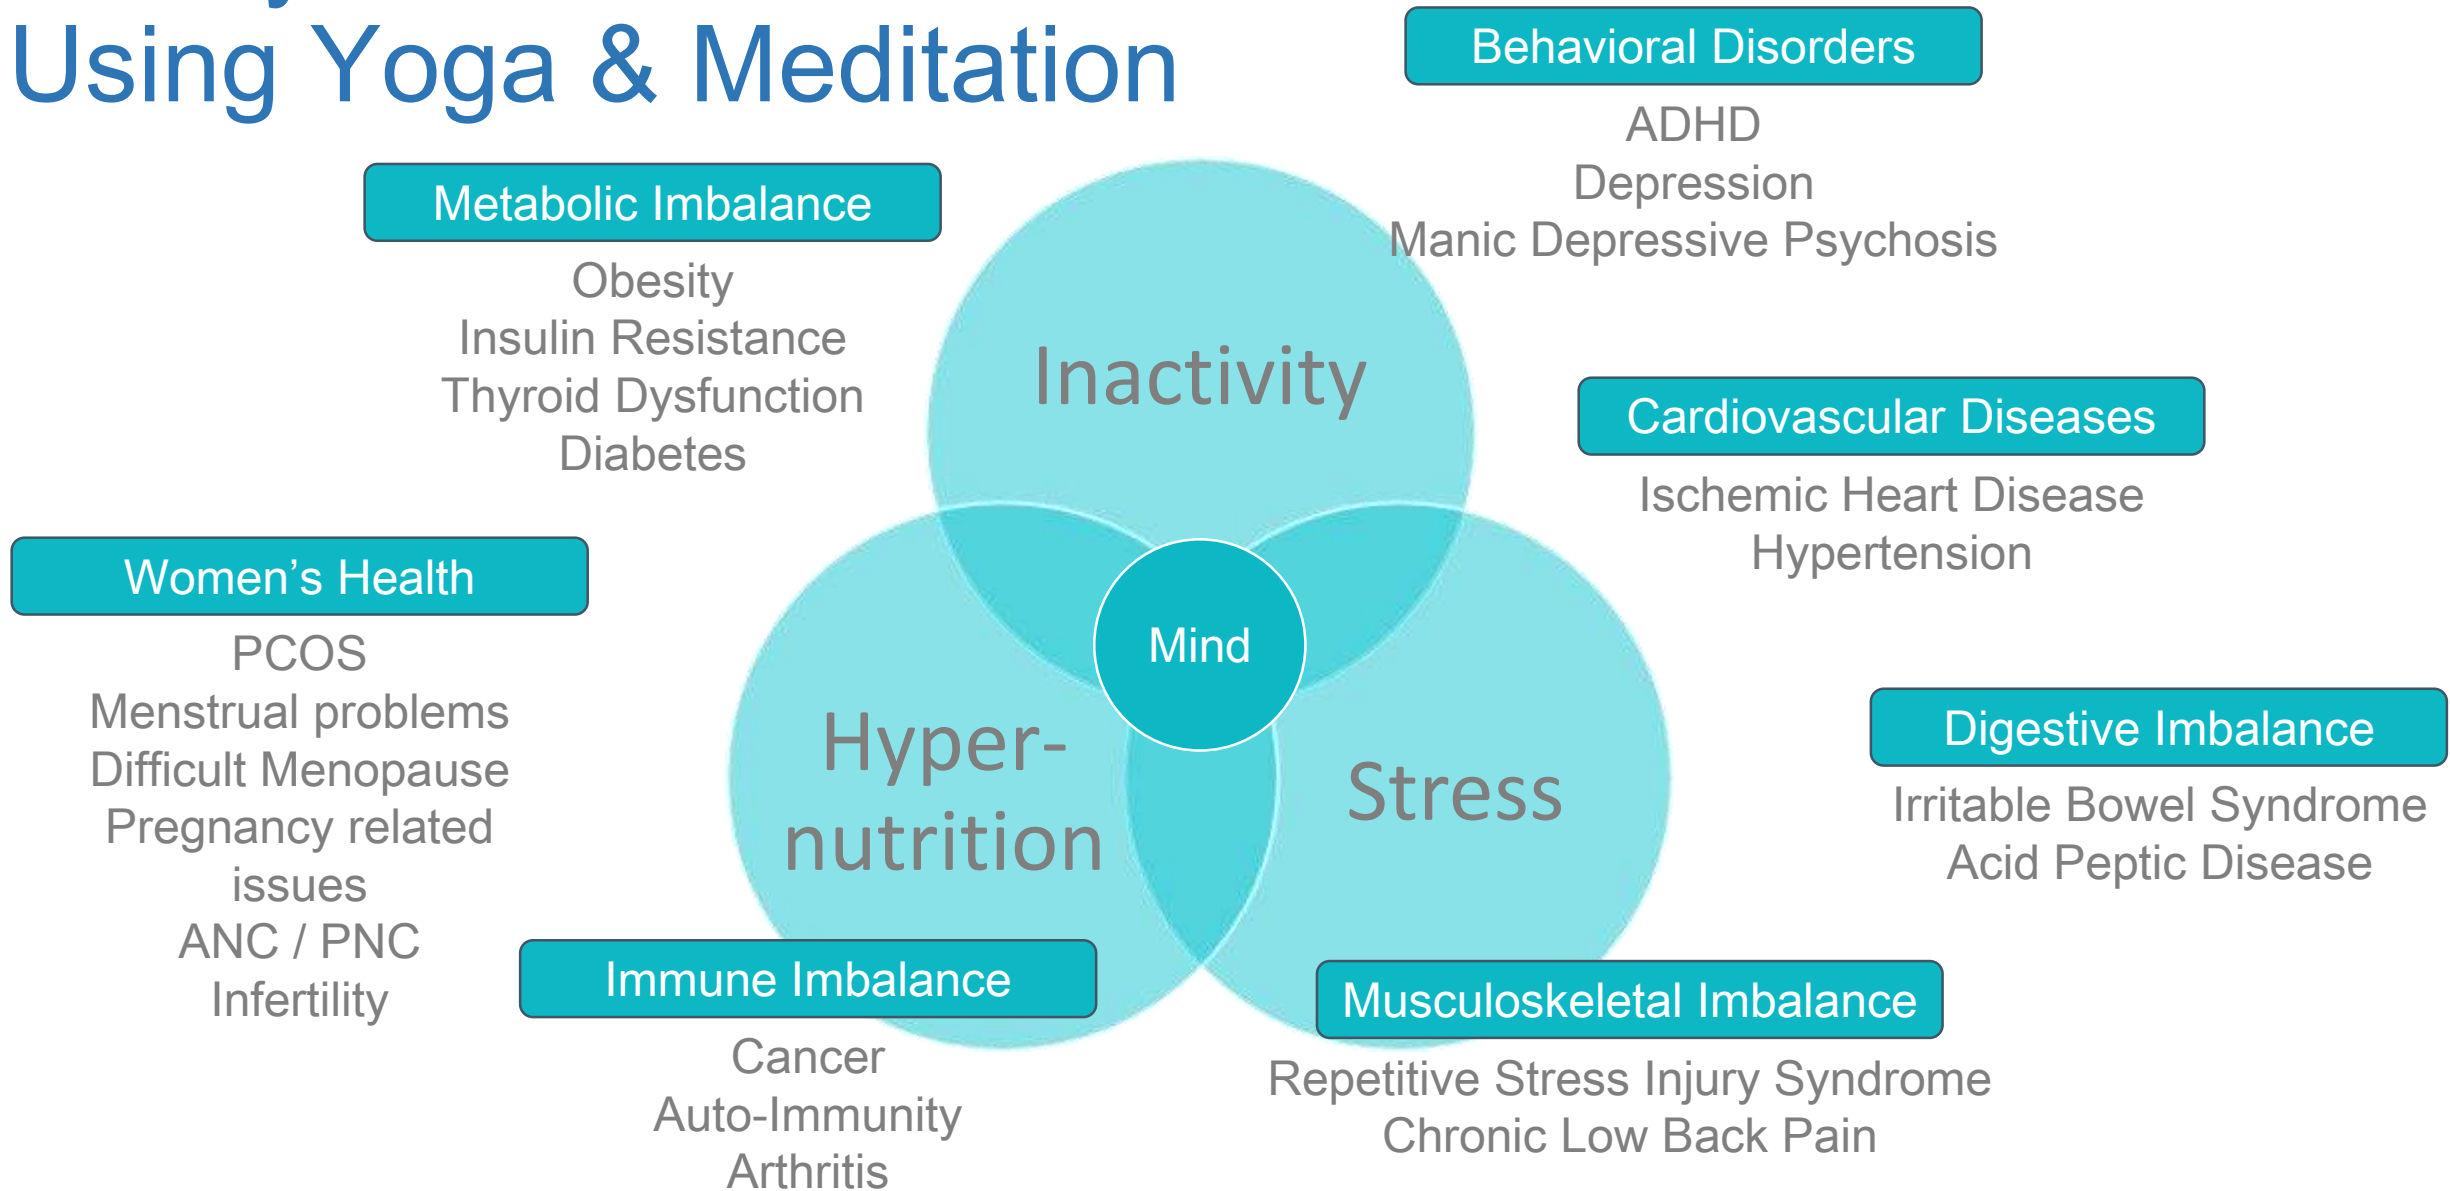 Using Yoga & Meditation
Behavioral Disorders
ADHD
Depression
Manic Depressive Psychosis
Metabolic Imbalance
Obesity
Insulin Resistance
Thyroid Dysfunction
Diabetes
Inactivity
Cardiovascular Diseases
Ischemic Heart Disease
Hypertension
Women’s Health
PCOS
Menstrual problems
Difficult Menopause
Pregnancy related
issues
ANC / PNC
Infertility
Mind
Hyper-
nutrition
Stress
Digestive Imbalance
Irritable Bowel Syndrome
Acid Peptic Disease
Immune Imbalance
Cancer
Auto-Immunity
Arthritis
Musculoskeletal Imbalance
Repetitive Stress Injury Syndrome
Chronic Low Back Pain